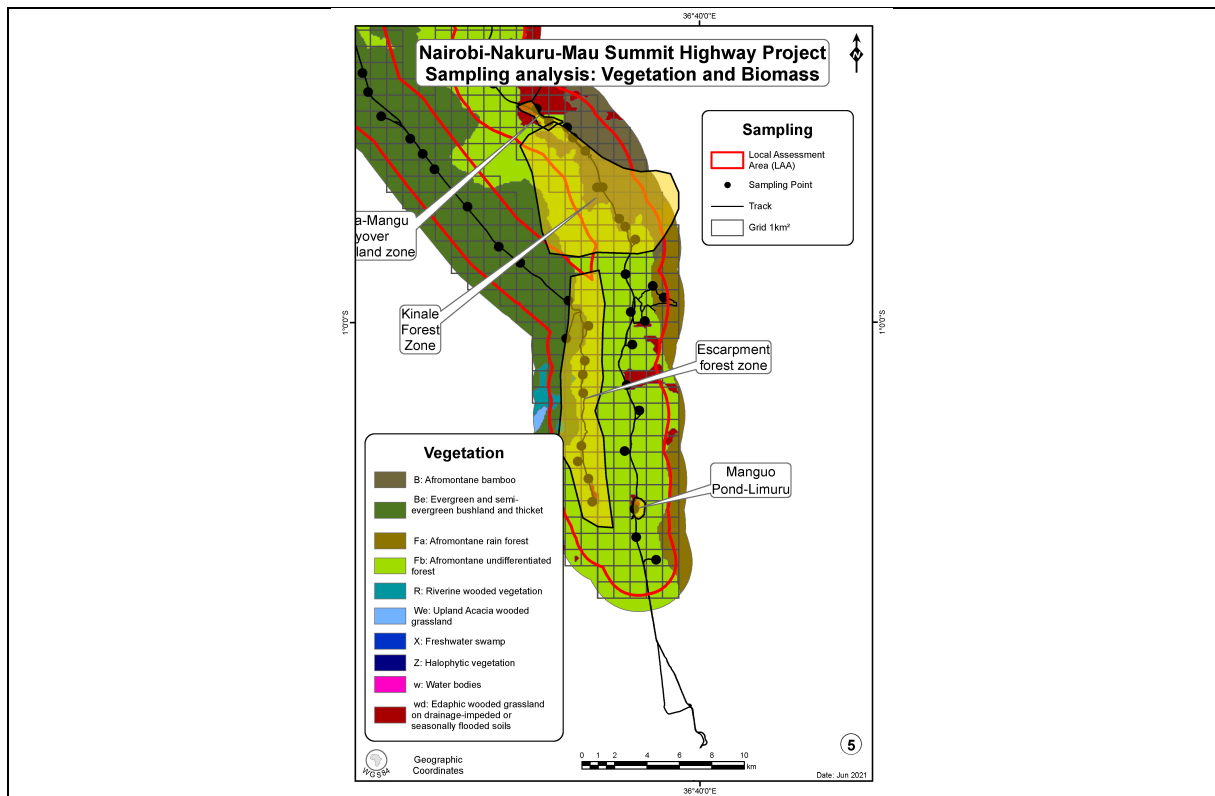 36°40'0"E
Nairobi-Nakuru-Mau Summit Highway Project
Sampling analysis: Vegetation and Biomass
N
Sampling
Local Assessment
Area (LAA)
Sampling Point
Track
Grid 1km²
a-Mangu
yover
land zone
Kinale
Forest
Zone
1°0'0"S
1°0'0"S
Escarpment
forest zone
Manguo
Pond-Limuru
Vegetation
B: Afromontane bamboo
Be: Evergreen and semi-
evergreen bushland and thicket
Fa: Afromontane rain forest
Fb: Afromontane undifferentiated
forest
R: Riverine wooded vegetation
We: Upland Acacia wooded
grassland
X: Freshwater swamp
Z: Halophytic vegetation
w: Water bodies
wd: Edaphic wooded grassland
on drainage-impeded or
seasonally flooded soils
WGS84
Geographic
Coordinates
0 1 2 4 6 8 10
km
5
Date: Jun 2021
36°40'0"E